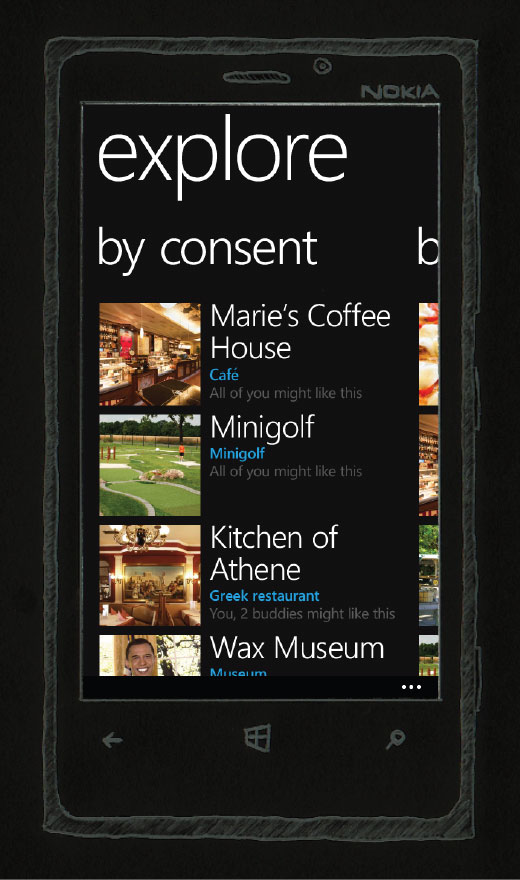 NOKIA
explore
by consent
b
Marie's Coffee
House
Café
All of you might like this
Minigolf
Minigolf
All of you might like this
Kitchen of
Athene
Greek restaurant
You, 2 buddies might like this
Wax Museum
Museum